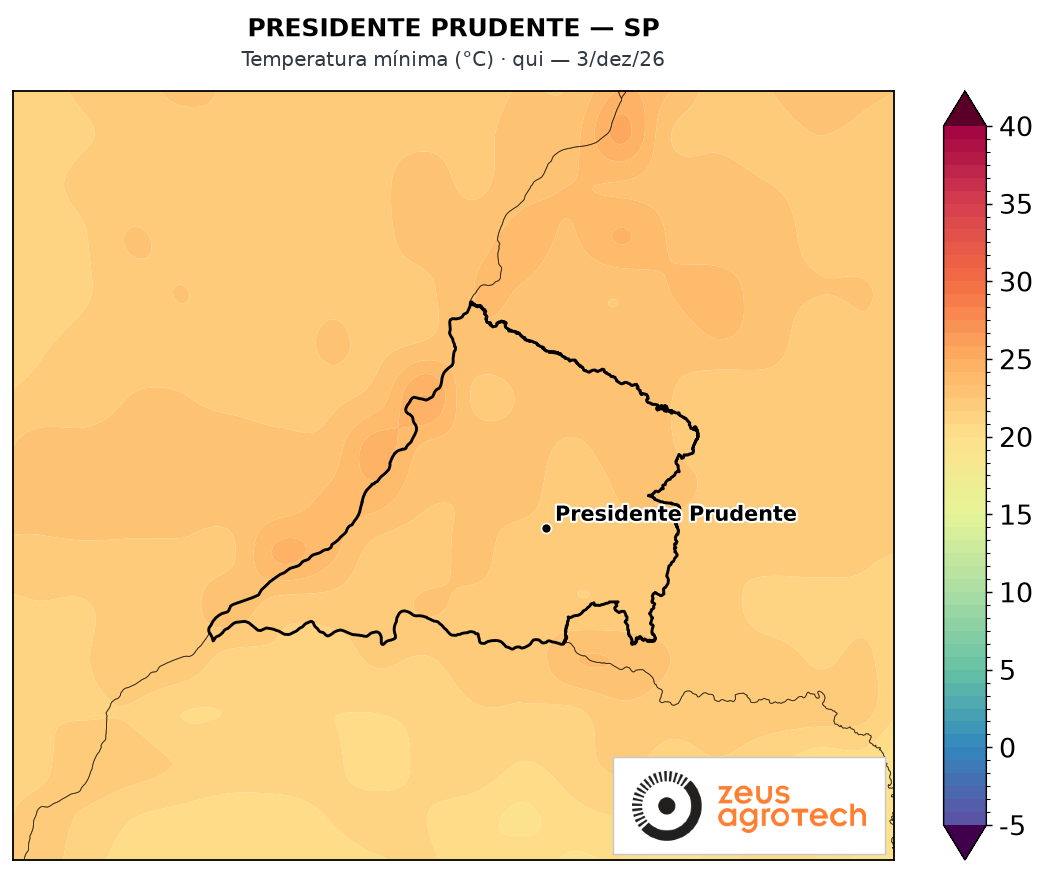 PRESIDENTE PRUDENTE — SP
Temperatura mínima (°C) · qui — 3/dez/26
40
35
30
25
20
15
10
5
0
-5
Presidente Prudente
zeus
agrotech